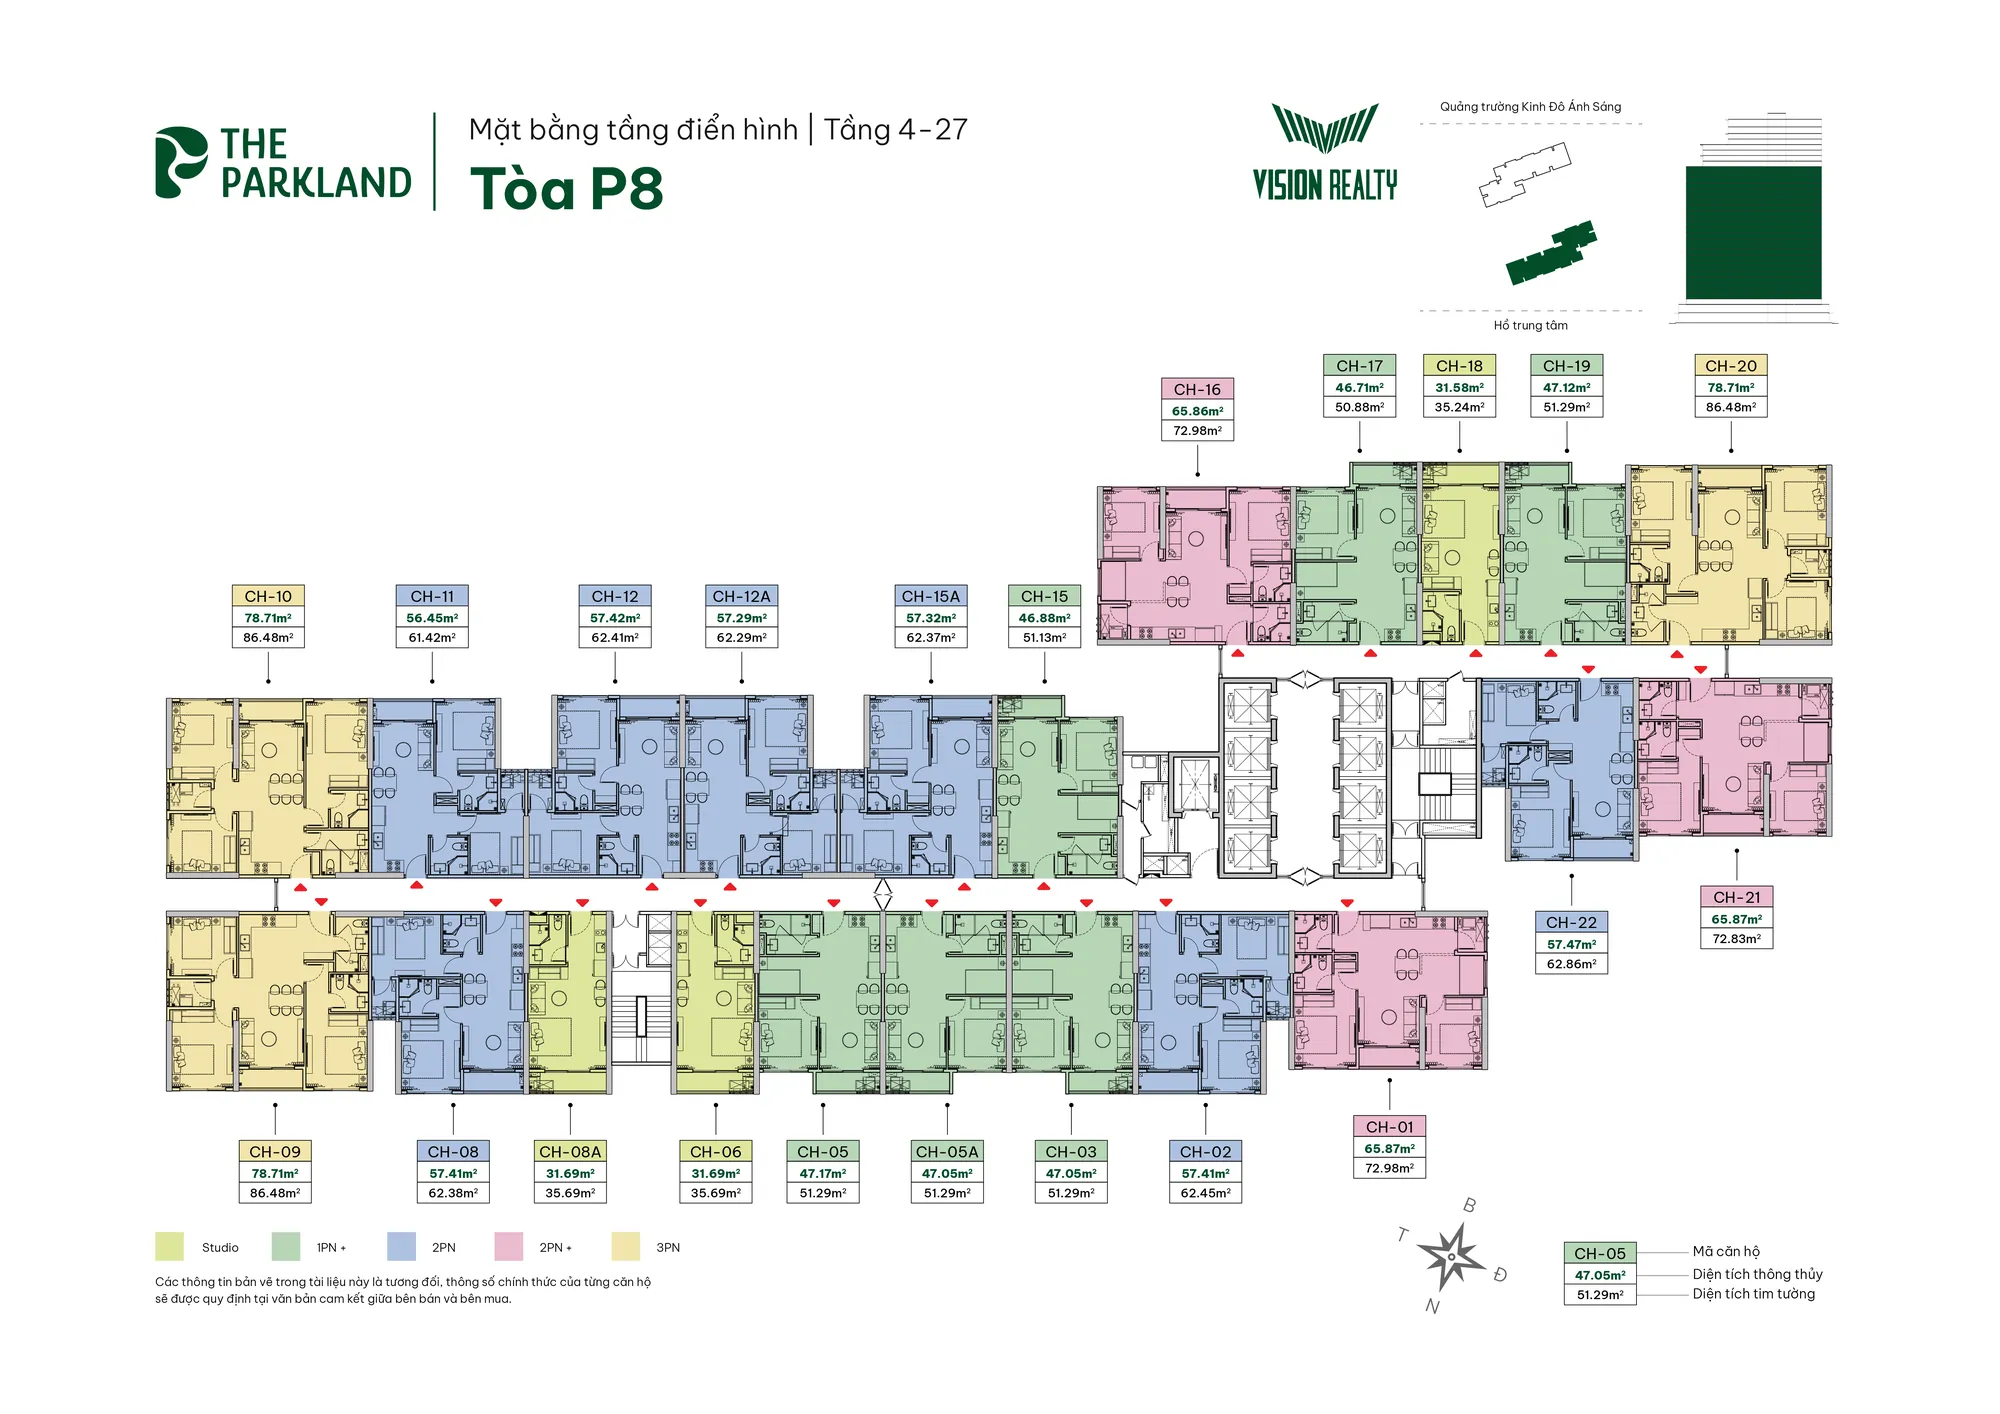 THE
PARKLAND
Mặt bằng tầng điển hình | Tầng 4-27
Tòa P8
VISION REALTY
Quảng trường Kinh Đô Ánh Sáng
Hồ trung tâm
CH-17
46.71m²
50.88m²
CH-18
31.58m²
35.24m²
CH-19
47.12m²
51.29m²
CH-20
78.71m²
86.48m²
CH-16
65.86m²
72.98m²
CH-10
78.71m²
86.48m²
CH-11
56.45m²
61.42m²
CH-12
57.42m²
62.41m²
CH-12A
57.29m²
62.29m²
CH-15A
57.32m²
62.37m²
CH-15
46.88m²
51.13m²
CH-21
65.87m²
72.83m²
CH-22
57.47m²
62.86m²
CH-01
65.87m²
72.98m²
CH-09
78.71m²
86.48m²
CH-08
57.41m²
62.38m²
CH-08A
31.69m²
35.69m²
CH-06
31.69m²
35.69m²
CH-05
47.17m²
51.29m²
CH-05A
47.05m²
51.29m²
CH-03
47.05m²
51.29m²
CH-02
57.41m²
62.45m²
Studio
1PN +
2PN
2PN +
3PN
Các thông tin bản vẽ trong tài liệu này là tương đối, thông số chính thức của từng căn hộ
sẽ được quy định tại văn bản cam kết giữa bên bán và bên mua.
B
T
Đ
N
CH-05
47.05m²
51.29m²
Mã căn hộ
Diện tích thông thủy
Diện tích tim tường